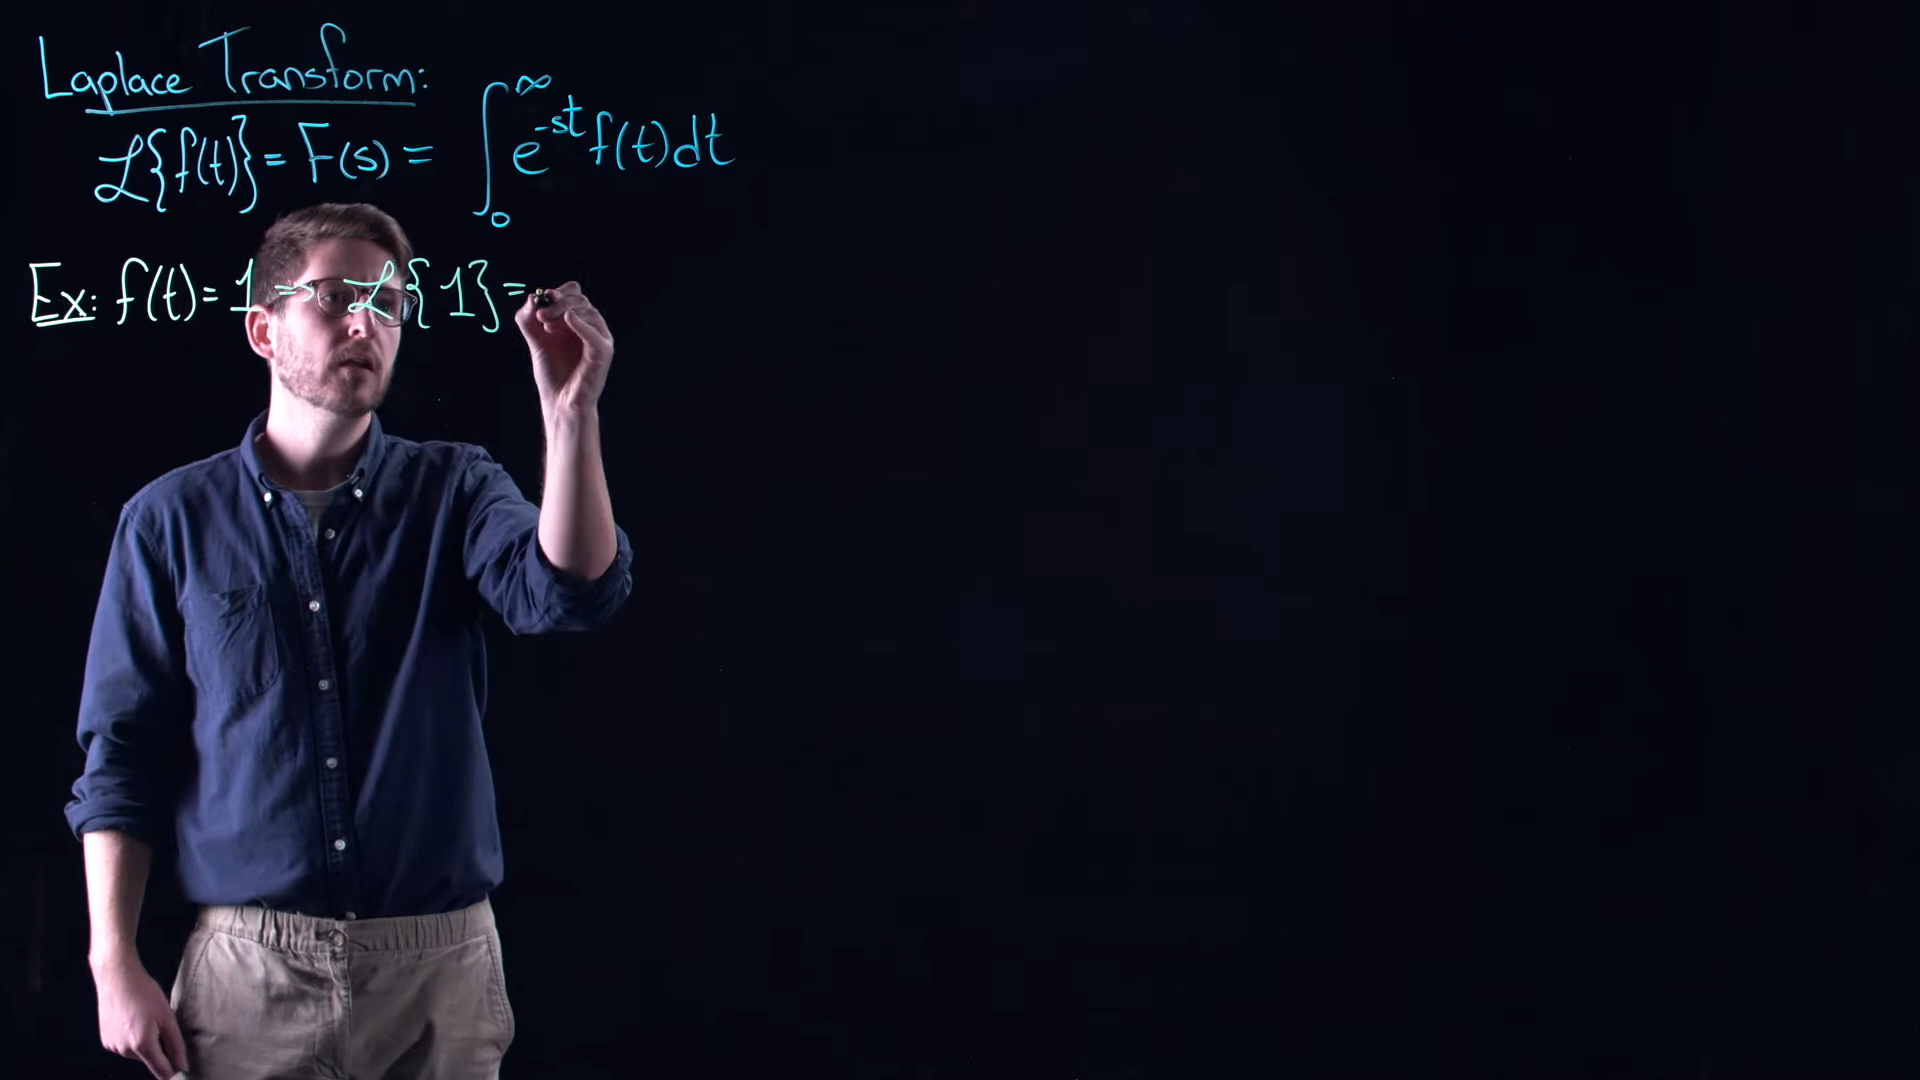 Laplace Transform:
ℒ{f(t)} = F(s) = ∫₀^∞ e^{-st} f(t) dt
Ex: f(t) = 1 => ℒ{1} =